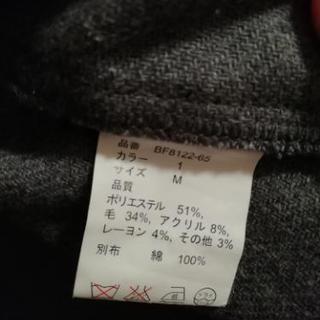 品番 BF8122-65
カラー 1
サイズ M
品質
ポリエステル 51%,
毛 34%, アクリル 8%,
レーヨン 4%, その他 3%
別布 綿 100%